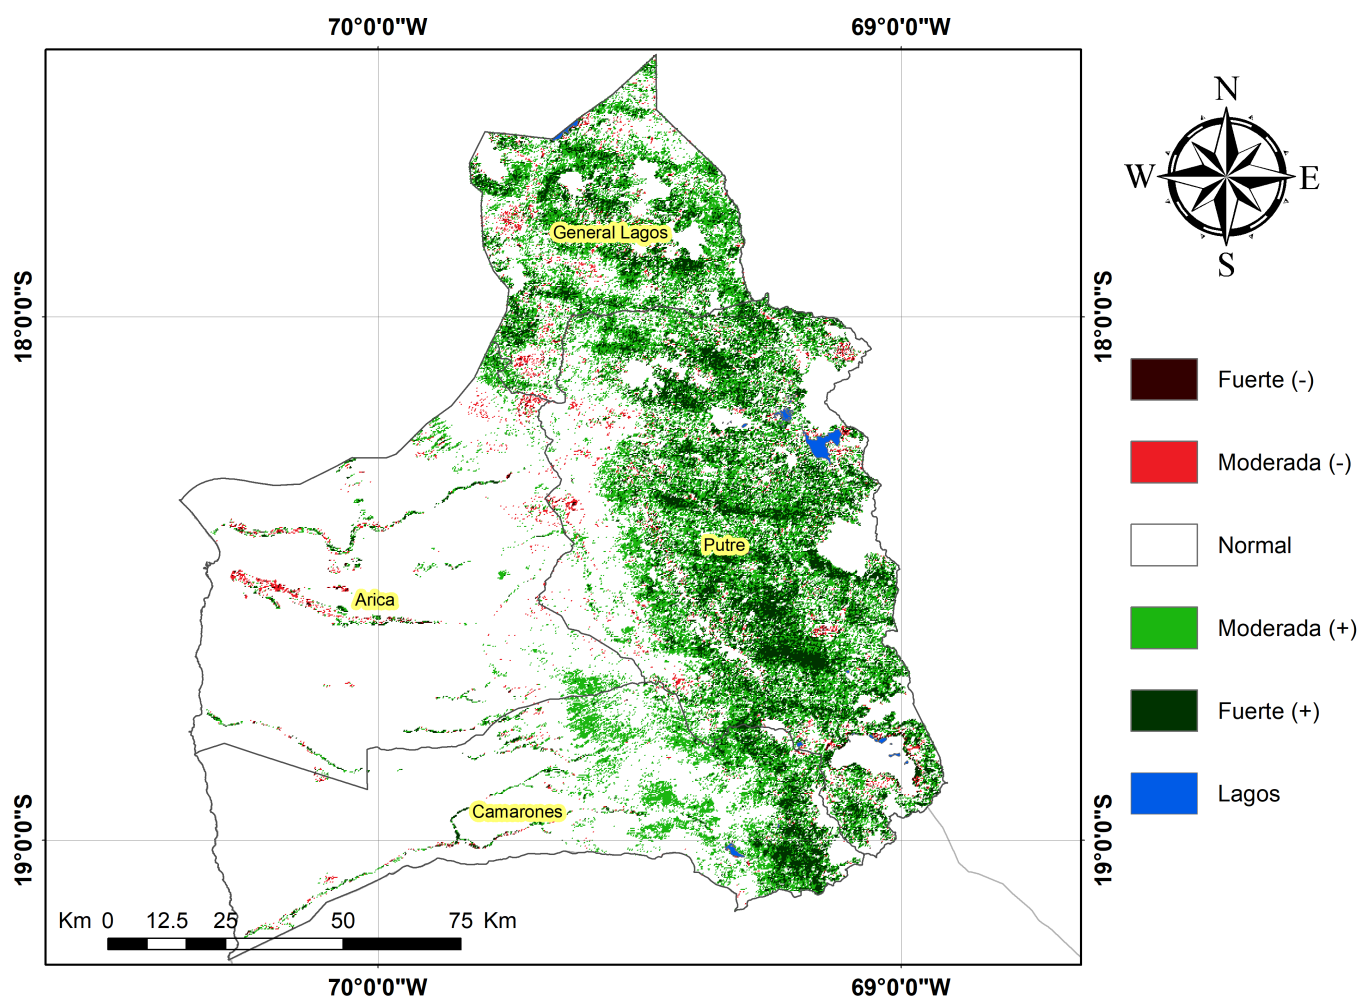 70°0'0"W 69°0'0"W
N
W E
S
General Lagos
18°0'0"S 18°0'0"S
Fuerte (-)
Moderada (-)
Normal
Putre
Arica
Moderada (+)
Fuerte (+)
Lagos
Camarones
19°0'0"S 19°0'0"S
Km 0 12.5 25 50 75 Km
70°0'0"W 69°0'0"W